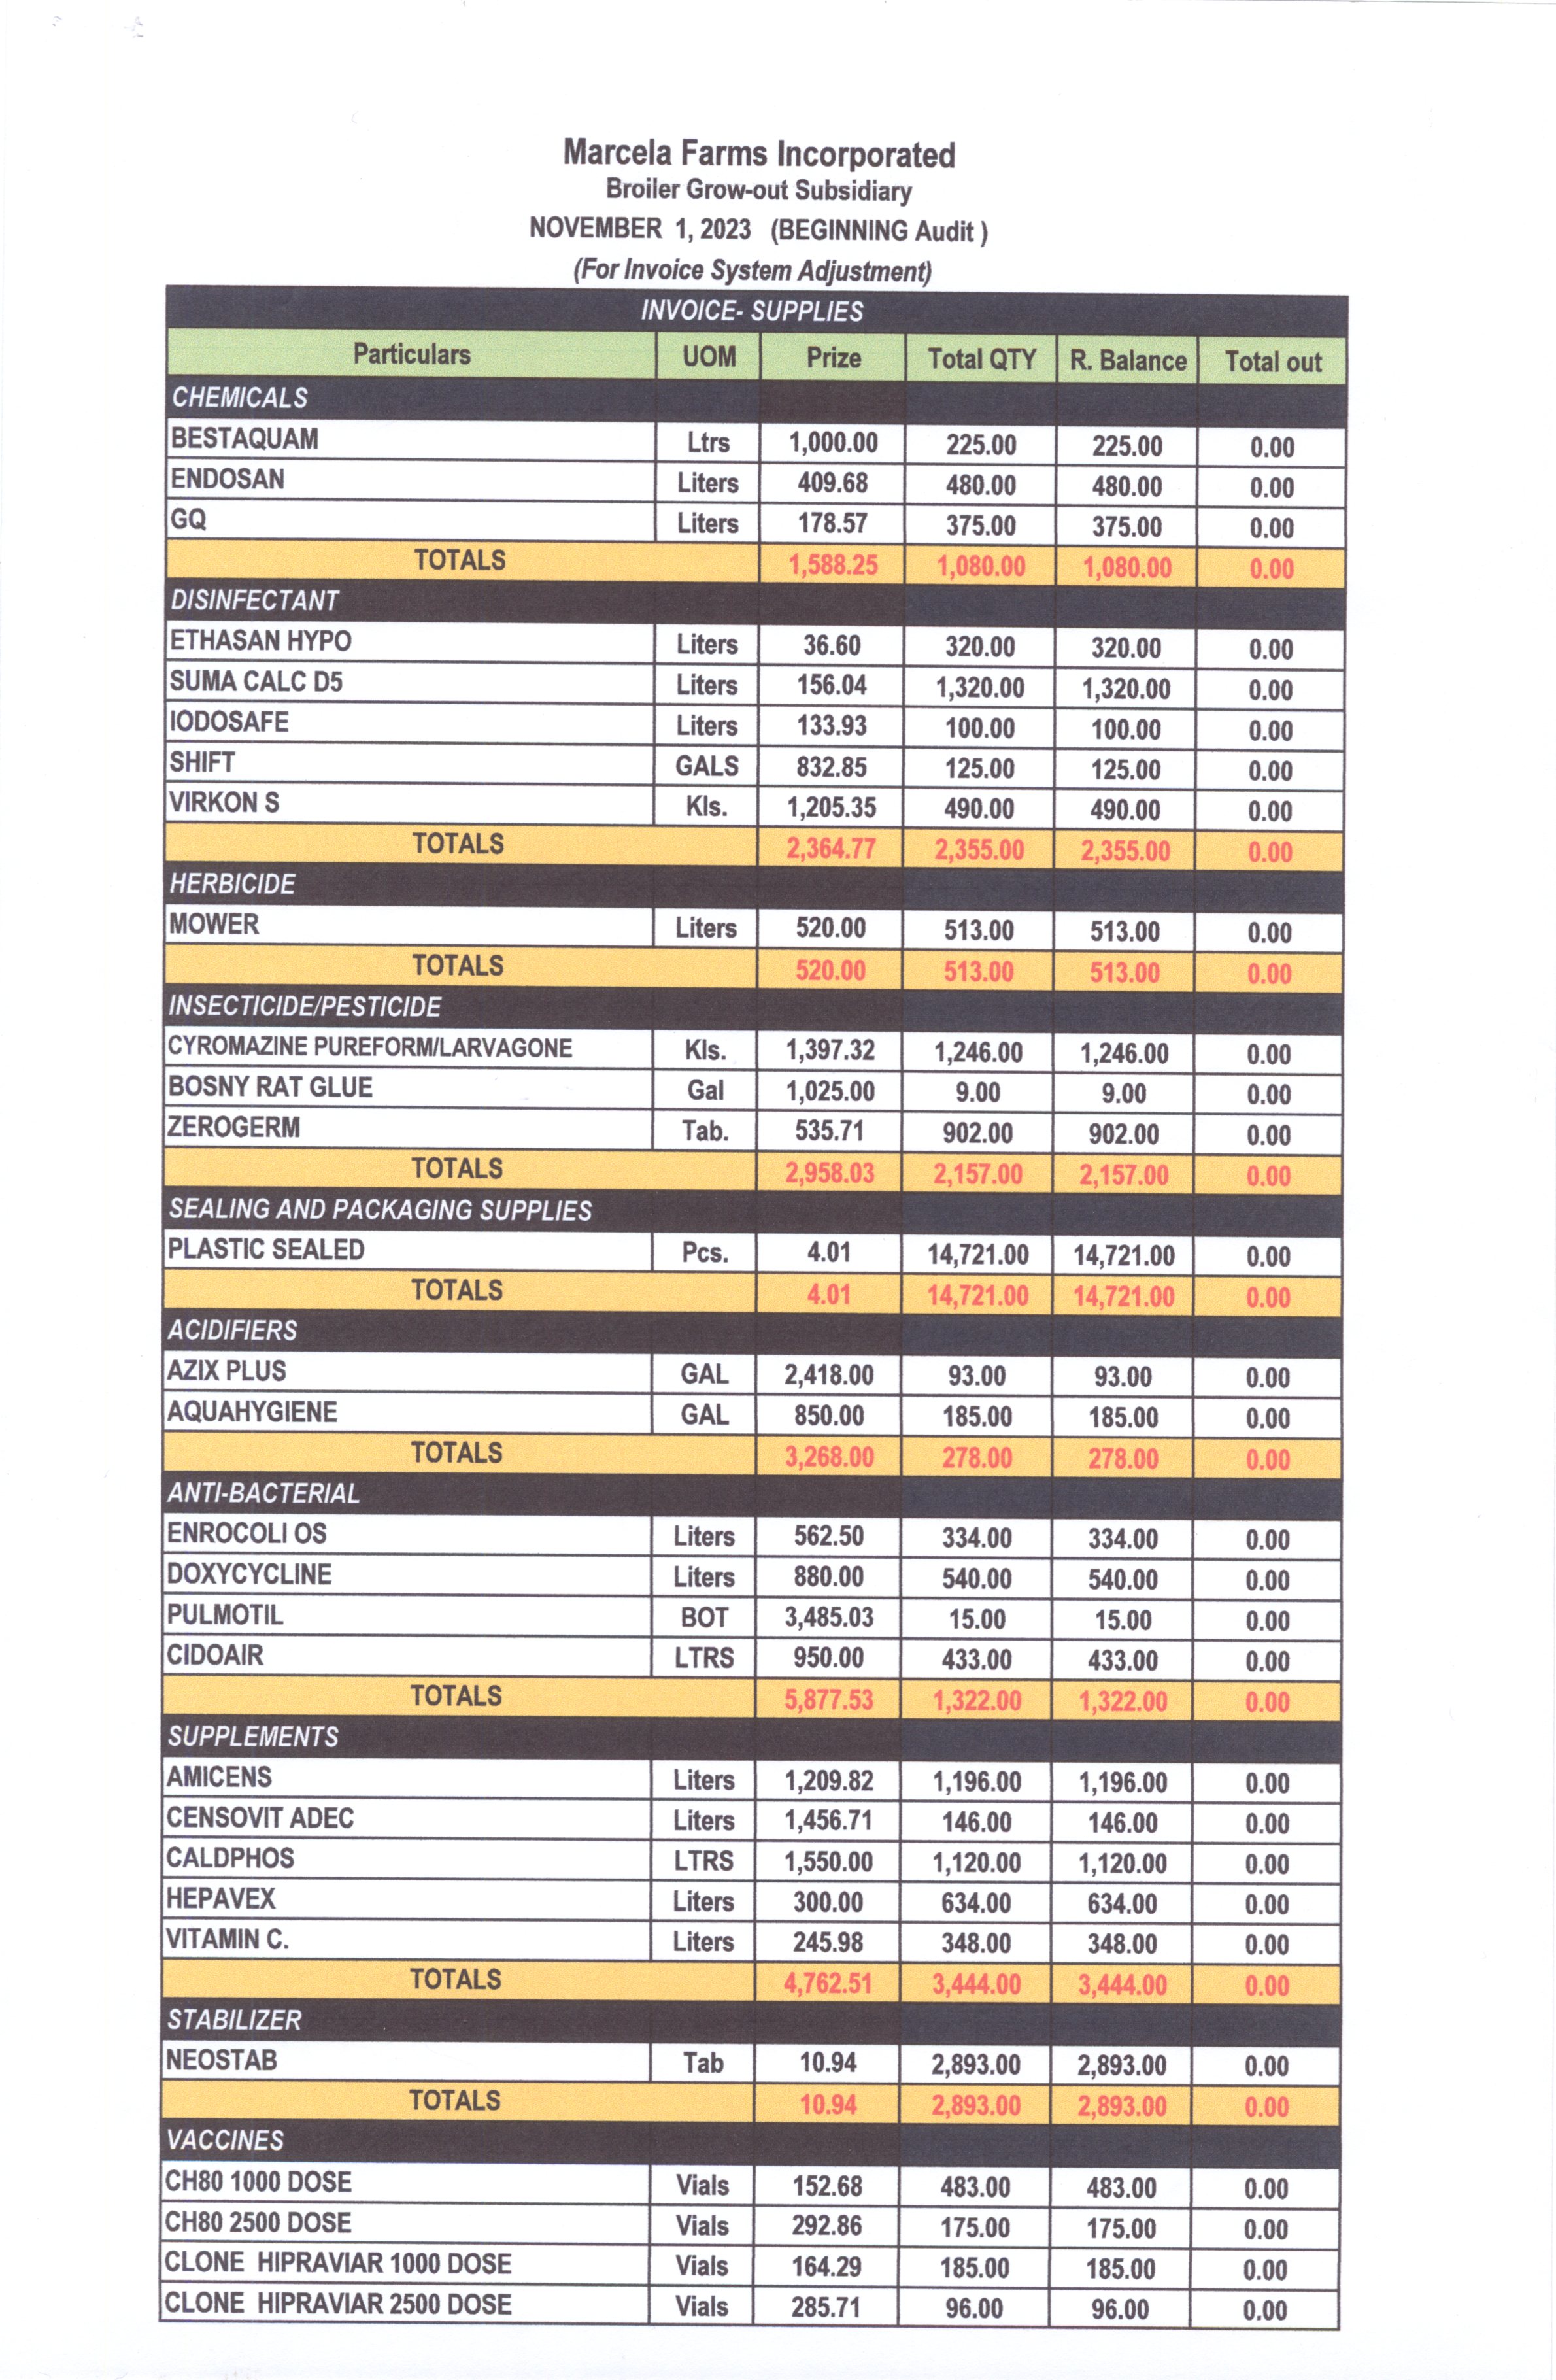 Marcela Farms Incorporated
Broiler Grow-out Subsidiary
NOVEMBER 1, 2023 (BEGINNING Audit )
(For Invoice System Adjustment)
INVOICE- SUPPLIES
Particulars UOM Prize Total QTY R. Balance Total out
CHEMICALS
BESTAQUAM Ltrs 1,000.00 225.00 225.00 0.00
ENDOSAN Liters 409.68 480.00 480.00 0.00
GQ Liters 178.57 375.00 375.00 0.00
TOTALS 1,588.25 1,080.00 1,080.00 0.00
DISINFECTANT
ETHASAN HYPO Liters 36.60 320.00 320.00 0.00
SUMA CALC D5 Liters 156.04 1,320.00 1,320.00 0.00
IODOSAFE Liters 133.93 100.00 100.00 0.00
SHIFT GALS 832.85 125.00 125.00 0.00
VIRKON S Kls. 1,205.35 490.00 490.00 0.00
TOTALS 2,364.77 2,355.00 2,355.00 0.00
HERBICIDE
MOWER Liters 520.00 513.00 513.00 0.00
TOTALS 520.00 513.00 513.00 0.00
INSECTICIDE/PESTICIDE
CYROMAZINE PUREFORM/LARVAGONE Kls. 1,397.32 1,246.00 1,246.00 0.00
BOSNY RAT GLUE Gal 1,025.00 9.00 9.00 0.00
ZEROGERM Tab. 535.71 902.00 902.00 0.00
TOTALS 2,958.03 2,157.00 2,157.00 0.00
SEALING AND PACKAGING SUPPLIES
PLASTIC SEALED Pcs. 4.01 14,721.00 14,721.00 0.00
TOTALS 4.01 14,721.00 14,721.00 0.00
ACIDIFIERS
AZIX PLUS GAL 2,418.00 93.00 93.00 0.00
AQUAHYGIENE GAL 850.00 185.00 185.00 0.00
TOTALS 3,268.00 278.00 278.00 0.00
ANTI-BACTERIAL
ENROCOLI OS Liters 562.50 334.00 334.00 0.00
DOXYCYCLINE Liters 880.00 540.00 540.00 0.00
PULMOTIL BOT 3,485.03 15.00 15.00 0.00
CIDOAIR LTRS 950.00 433.00 433.00 0.00
TOTALS 5,877.53 1,322.00 1,322.00 0.00
SUPPLEMENTS
AMICENS Liters 1,209.82 1,196.00 1,196.00 0.00
CENSOVIT ADEC Liters 1,456.71 146.00 146.00 0.00
CALDPHOS LTRS 1,550.00 1,120.00 1,120.00 0.00
HEPAVEX Liters 300.00 634.00 634.00 0.00
VITAMIN C. Liters 245.98 348.00 348.00 0.00
TOTALS 4,762.51 3,444.00 3,444.00 0.00
STABILIZER
NEOSTAB Tab 10.94 2,893.00 2,893.00 0.00
TOTALS 10.94 2,893.00 2,893.00 0.00
VACCINES
CH80 1000 DOSE Vials 152.68 483.00 483.00 0.00
CH80 2500 DOSE Vials 292.86 175.00 175.00 0.00
CLONE HIPRAVIAR 1000 DOSE Vials 164.29 185.00 185.00 0.00
CLONE HIPRAVIAR 2500 DOSE Vials 285.71 96.00 96.00 0.00